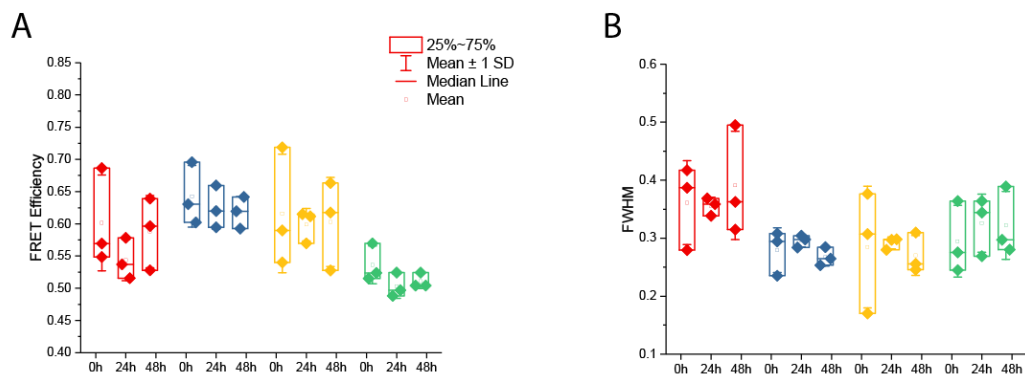 A
25%~75%
Mean ± 1 SD
Median Line
Mean
FRET Efficiency
0.85
0.80
0.75
0.70
0.65
0.60
0.55
0.50
0.45
0.40
0h 24h 48h 0h 24h 48h 0h 24h 48h 0h 24h 48h
B
FWHM
0.6
0.5
0.4
0.3
0.2
0.1
0h 24h 48h 0h 24h 48h 0h 24h 48h 0h 24h 48h